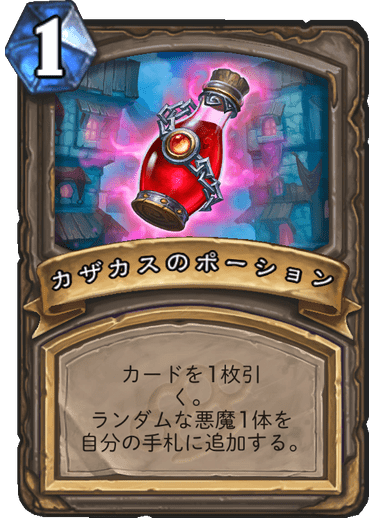 1
カザカスのポーション
カードを1枚引
く。
ランダムな悪魔1体を
自分の手札に追加する。